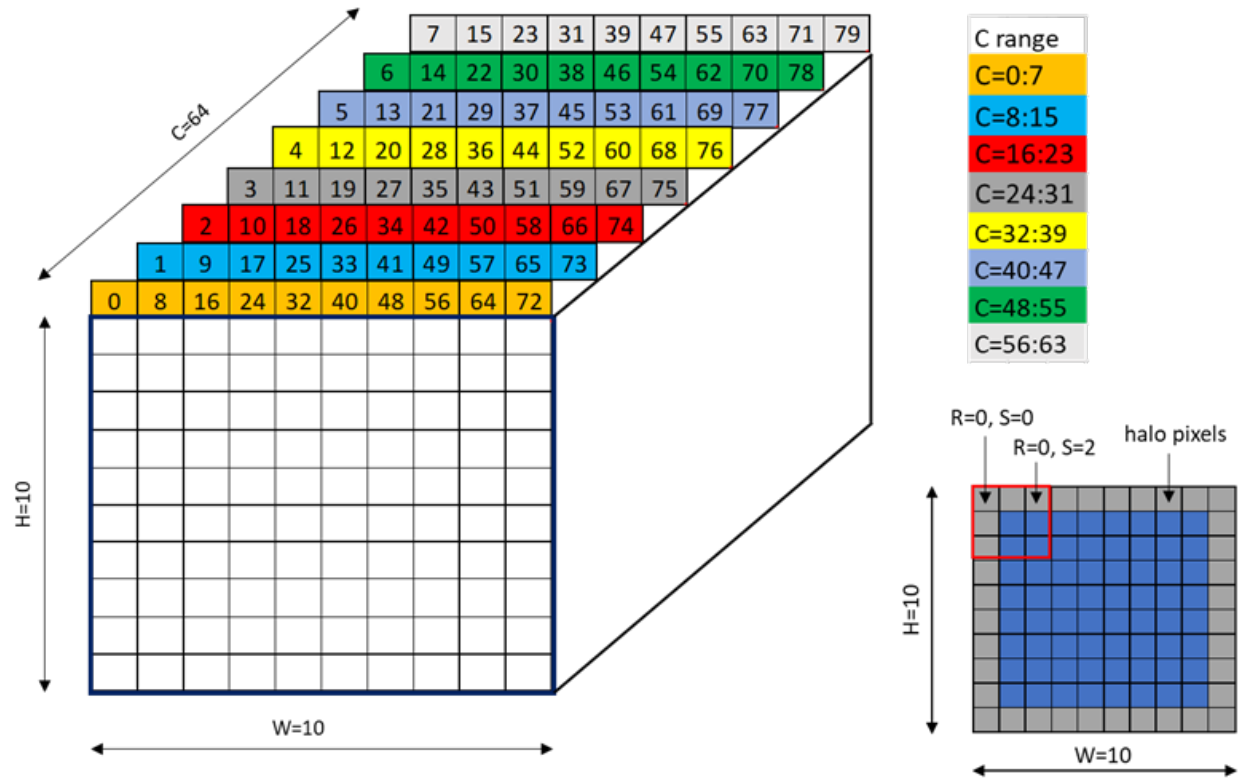 7 15 23 31 39 47 55 63 71 79
6 14 22 30 38 46 54 62 70 78
5 13 21 29 37 45 53 61 69 77
4 12 20 28 36 44 52 60 68 76
3 11 19 27 35 43 51 59 67 75
2 10 18 26 34 42 50 58 66 74
1 9 17 25 33 41 49 57 65 73
0 8 16 24 32 40 48 56 64 72
C=64
H=10
W=10
C range
C=0:7
C=8:15
C=16:23
C=24:31
C=32:39
C=40:47
C=48:55
C=56:63
R=0, S=0
R=0, S=2
halo pixels
H=10
W=10